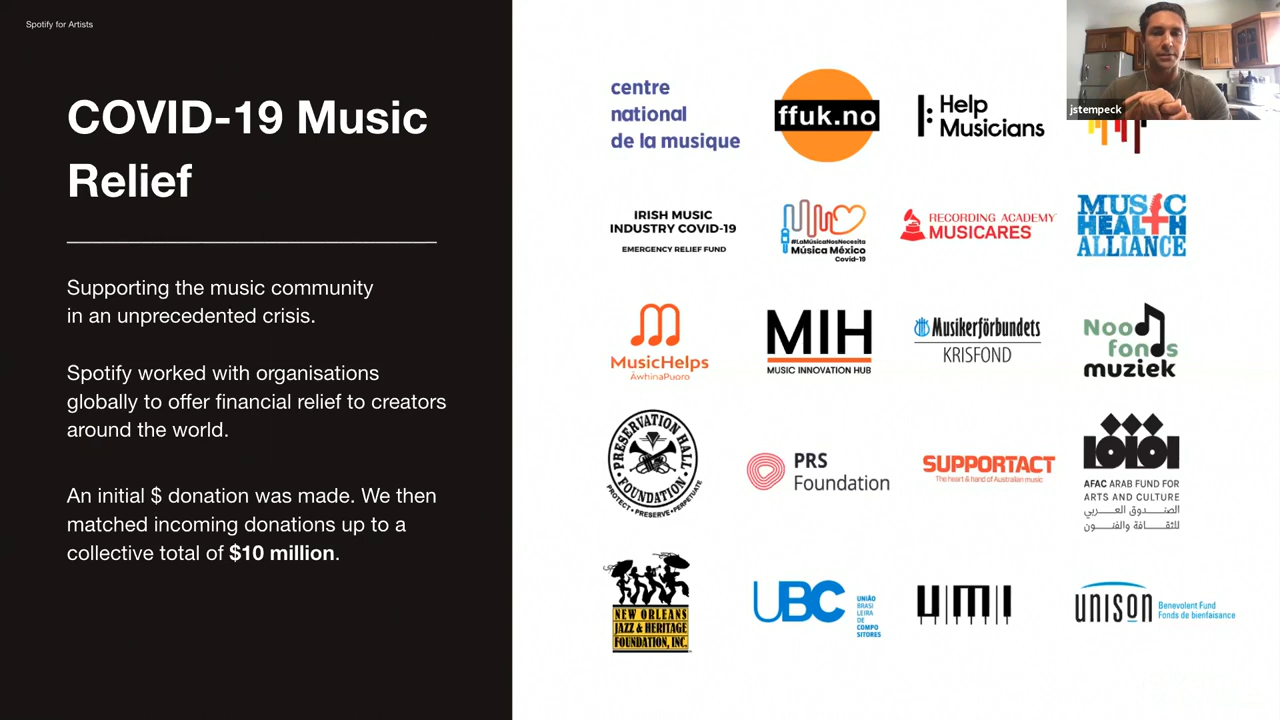 Spotify for Artists
COVID-19 Music
Relief
Supporting the music community
in an unprecedented crisis.
Spotify worked with organisations
globally to offer financial relief to creators
around the world.
An initial $ donation was made. We then
matched incoming donations up to a
collective total of $10 million.
centre
national
de la musique
ffuk.no
Help
Musicians
jstempeck
IRISH MUSIC
INDUSTRY COVID-19
EMERGENCY RELIEF FUND
#LaMúsicaNosNecesita
Música México
Covid-19
RECORDING ACADEMY
MUSICARES
MUSIC
HEALTH
ALLIANCE
MusicHelps
ĀwhinaPuoro
MIH
MUSIC INNOVATION HUB
Musikerförbundets
KRISFOND
Noo d
fonds
muziek
PRESERVATION HALL
FOUNDATION
PROTECT • PRESERVE • PERPETUATE
PRS
Foundation
SUPPORTACT
The heart & hand of Australian music
AFAC ARAB FUND FOR
ARTS AND CULTURE
الصندوق العربي
للثقافة والفنون
NEW ORLEANS
JAZZ & HERITAGE
FOUNDATION, INC.
UBC
UNIÃO
BRASI
LEIRA
DE
COMPO
SITORES
UMI
unison
Benevolent Fund
Fonds de bienfaisance